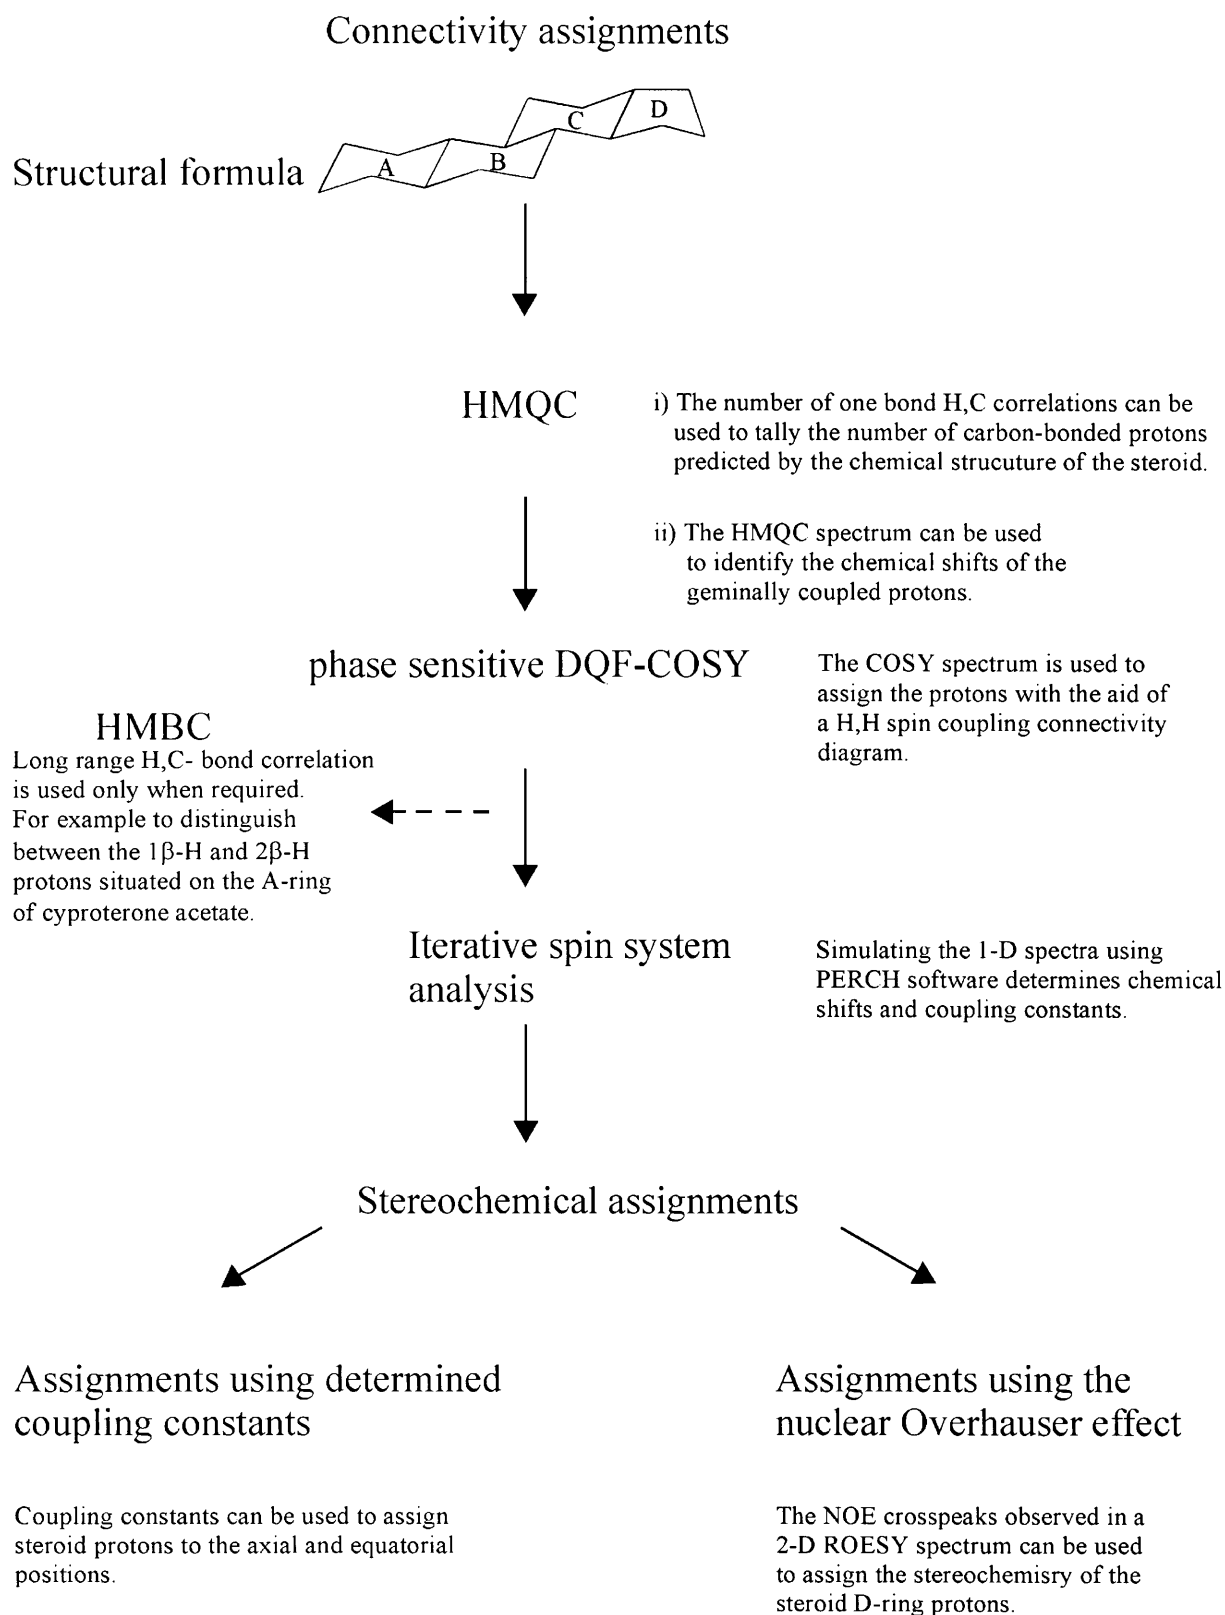 Connectivity assignments
Structural formula
A
B
C
D
HMQC
i) The number of one bond H,C correlations can be
used to tally the number of carbon-bonded protons
predicted by the chemical strucuture of the steroid.
ii) The HMQC spectrum can be used
to identify the chemical shifts of the
geminally coupled protons.
phase sensitive DQF-COSY
The COSY spectrum is used to
assign the protons with the aid of
a H,H spin coupling connectivity
diagram.
HMBC
Long range H,C- bond correlation
is used only when required.
For example to distinguish
between the 1β-H and 2β-H
protons situated on the A-ring
of cyproterone acetate.
Iterative spin system
analysis
Simulating the 1-D spectra using
PERCH software determines chemical
shifts and coupling constants.
Stereochemical assignments
Assignments using determined
coupling constants
Coupling constants can be used to assign
steroid protons to the axial and equatorial
positions.
Assignments using the
nuclear Overhauser effect
The NOE crosspeaks observed in a
2-D ROESY spectrum can be used
to assign the stereochemisry of the
steroid D-ring protons.